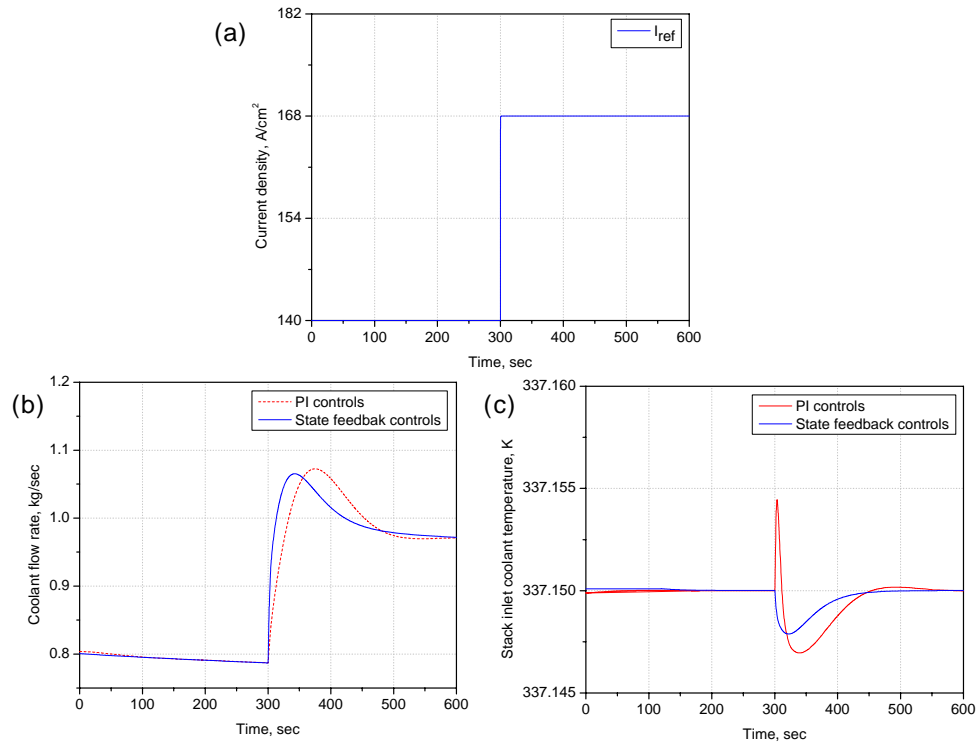 (a)
I_ref
Current density, A/cm²
182
168
154
140
0 100 200 300 400 500 600
Time, sec
(b)
PI controls
State feedbak controls
Coolant flow rate, kg/sec
1.2
1.1
1.0
0.9
0.8
0 100 200 300 400 500 600
Time, sec
(c)
PI controls
State feedback controls
Stack inlet coolant temperature, K
337.160
337.155
337.150
337.145
0 100 200 300 400 500 600
Time, sec